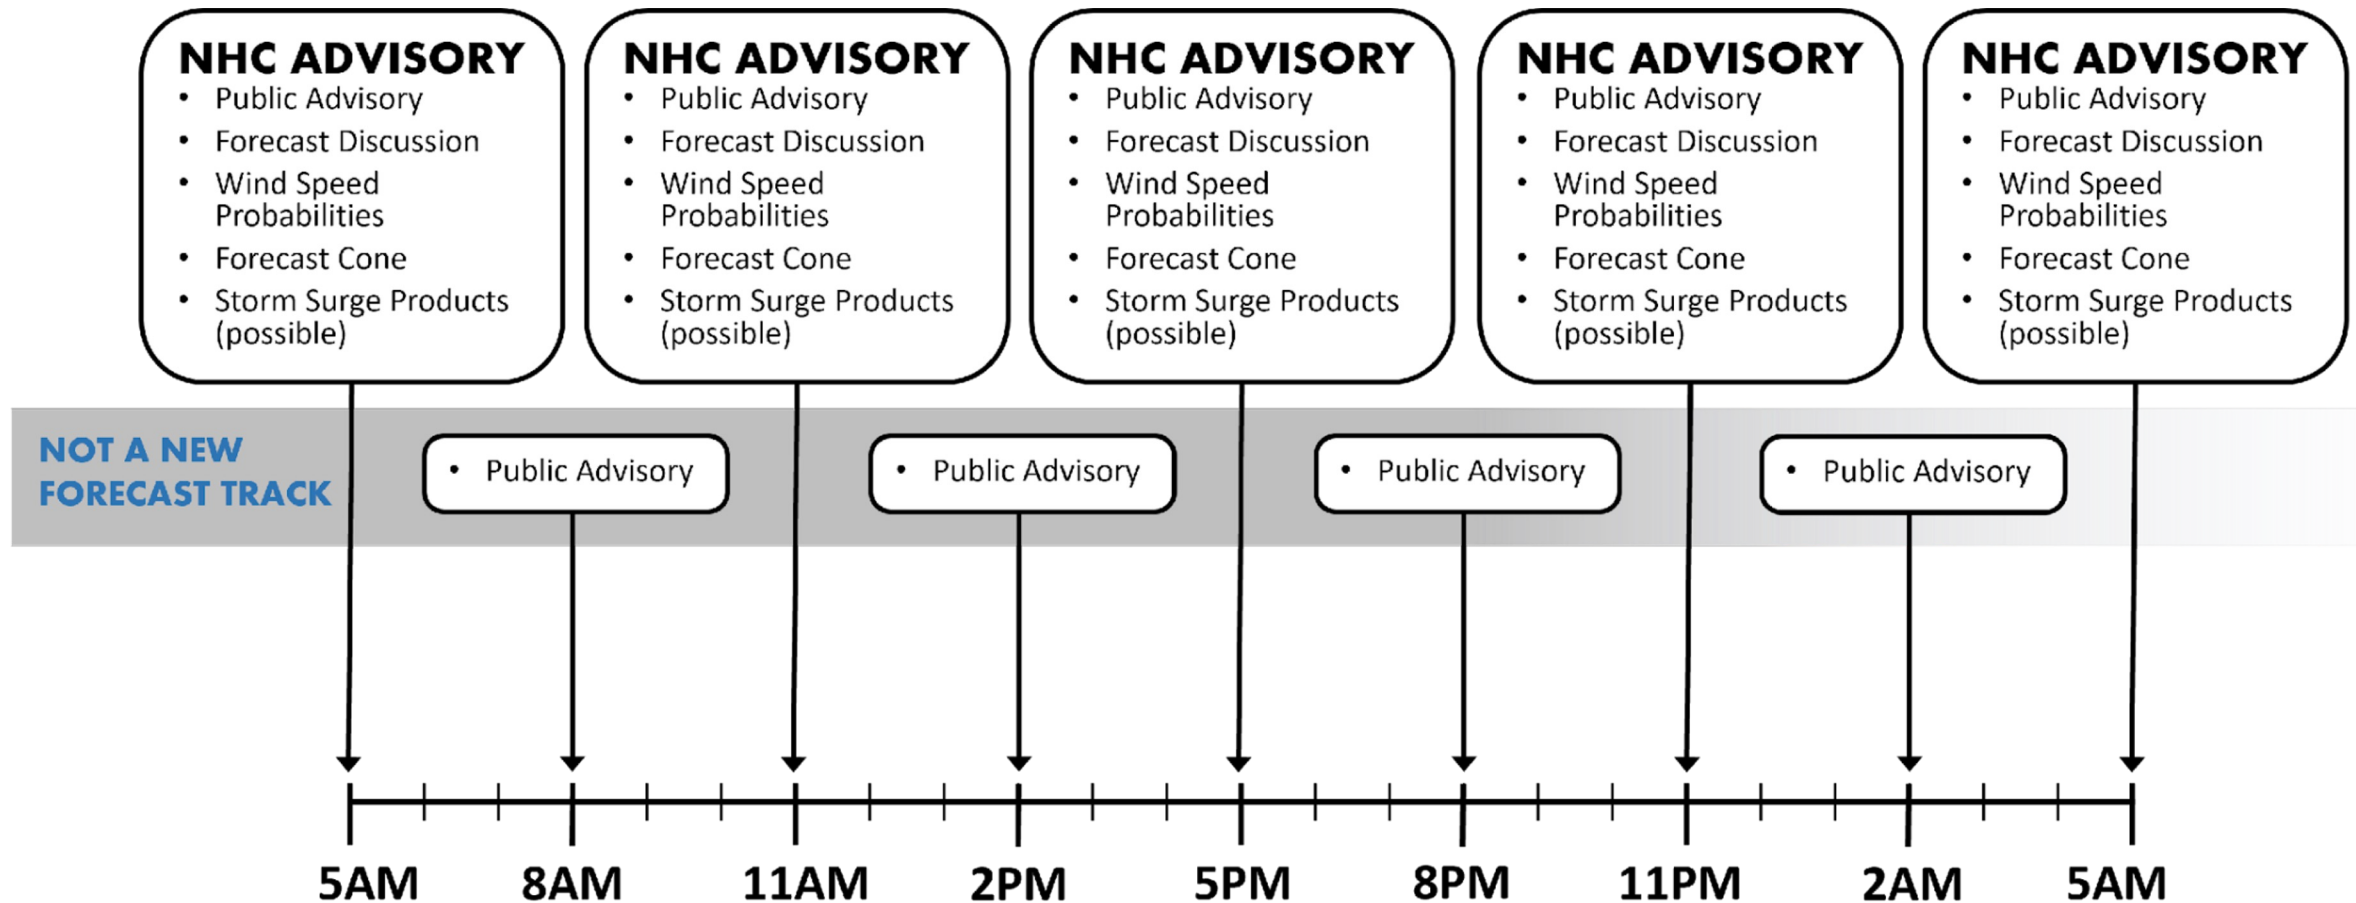 NHC ADVISORY
• Public Advisory
• Forecast Discussion
• Wind Speed
Probabilities
• Forecast Cone
• Storm Surge Products
(possible)
NHC ADVISORY
• Public Advisory
• Forecast Discussion
• Wind Speed
Probabilities
• Forecast Cone
• Storm Surge Products
(possible)
NHC ADVISORY
• Public Advisory
• Forecast Discussion
• Wind Speed
Probabilities
• Forecast Cone
• Storm Surge Products
(possible)
NHC ADVISORY
• Public Advisory
• Forecast Discussion
• Wind Speed
Probabilities
• Forecast Cone
• Storm Surge Products
(possible)
NHC ADVISORY
• Public Advisory
• Forecast Discussion
• Wind Speed
Probabilities
• Forecast Cone
• Storm Surge Products
(possible)
NOT A NEW
FORECAST TRACK
• Public Advisory
• Public Advisory
• Public Advisory
• Public Advisory
5AM
8AM
11AM
2PM
5PM
8PM
11PM
2AM
5AM